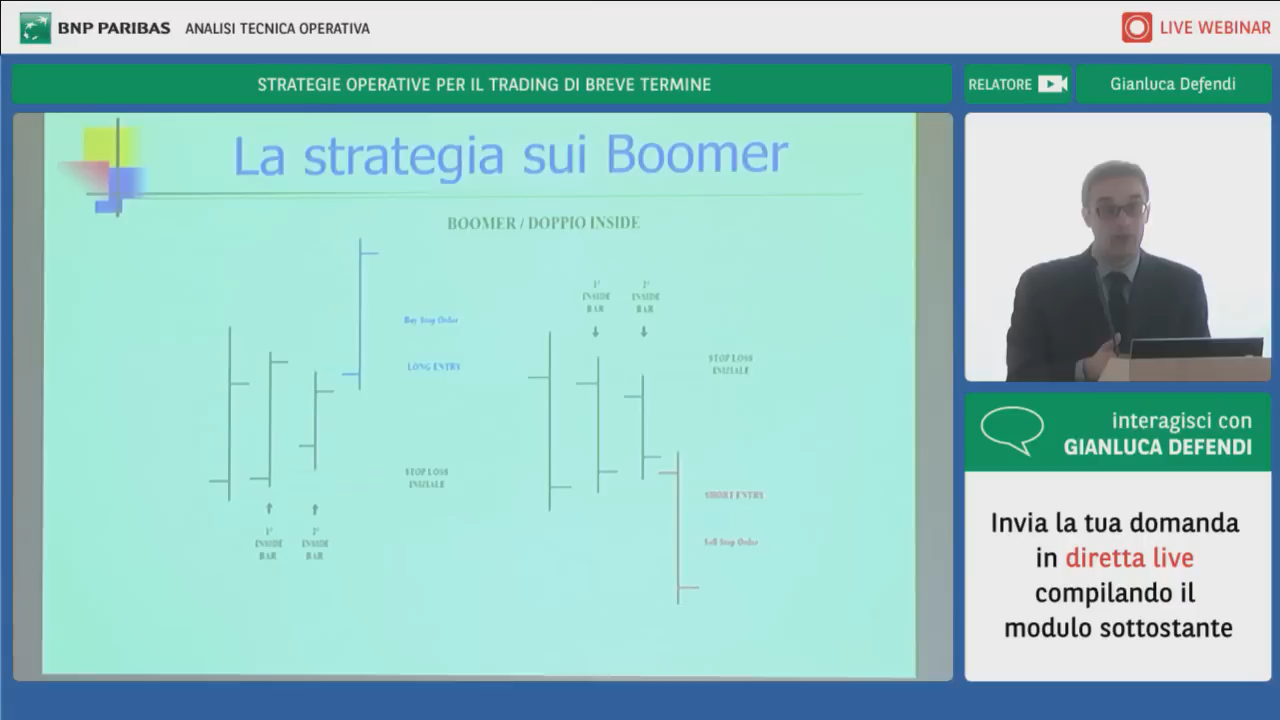 BNP PARIBAS ANALISI TECNICA OPERATIVA
LIVE WEBINAR
STRATEGIE OPERATIVE PER IL TRADING DI BREVE TERMINE
RELATORE
Gianluca Defendi
La strategia sui Boomer
BOOMER / DOPPIO INSIDE
1°
INSIDE
BAR
2°
INSIDE
BAR
Buy Stop Order
LONG ENTRY
STOP LOSS
INIZIALE
STOP LOSS
INIZIALE
SHORT ENTRY
Sell Stop Order
1°
INSIDE
BAR
2°
INSIDE
BAR
interagisci con
GIANLUCA DEFENDI
Invia la tua domanda
in diretta live
compilando il
modulo sottostante